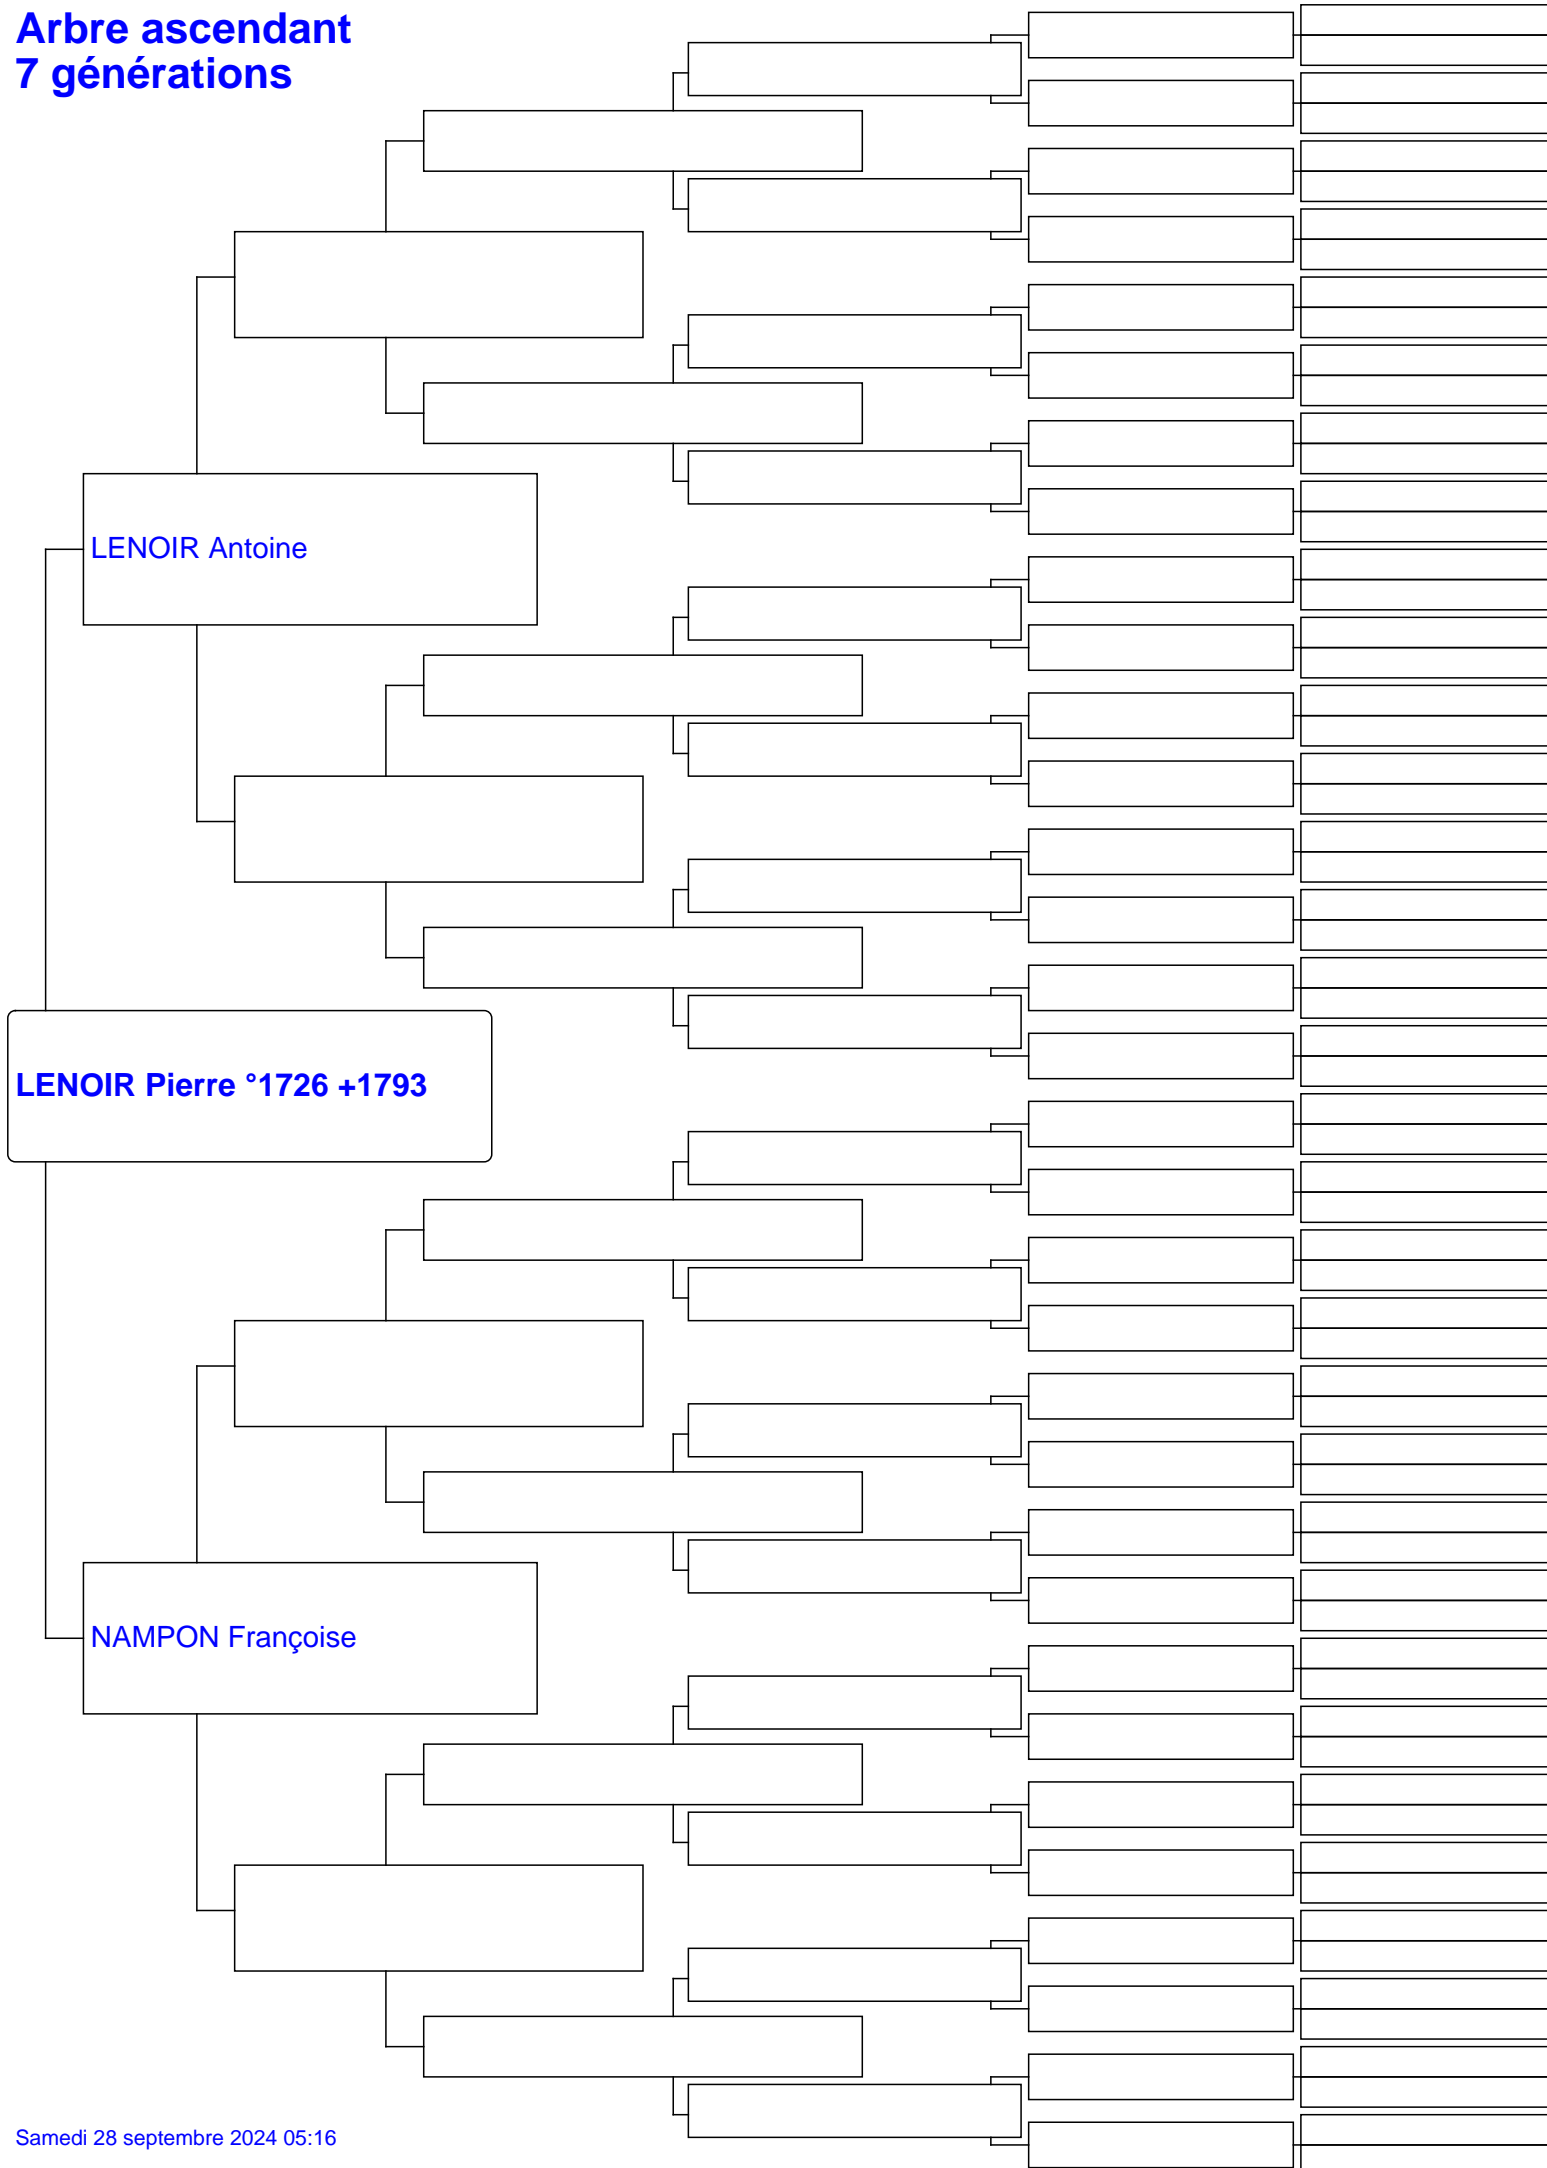 Arbre ascendant
7 générations
LENOIR Antoine
LENOIR Pierre °1726 +1793
NAMPON Françoise
Samedi 28 septembre 2024 05:16